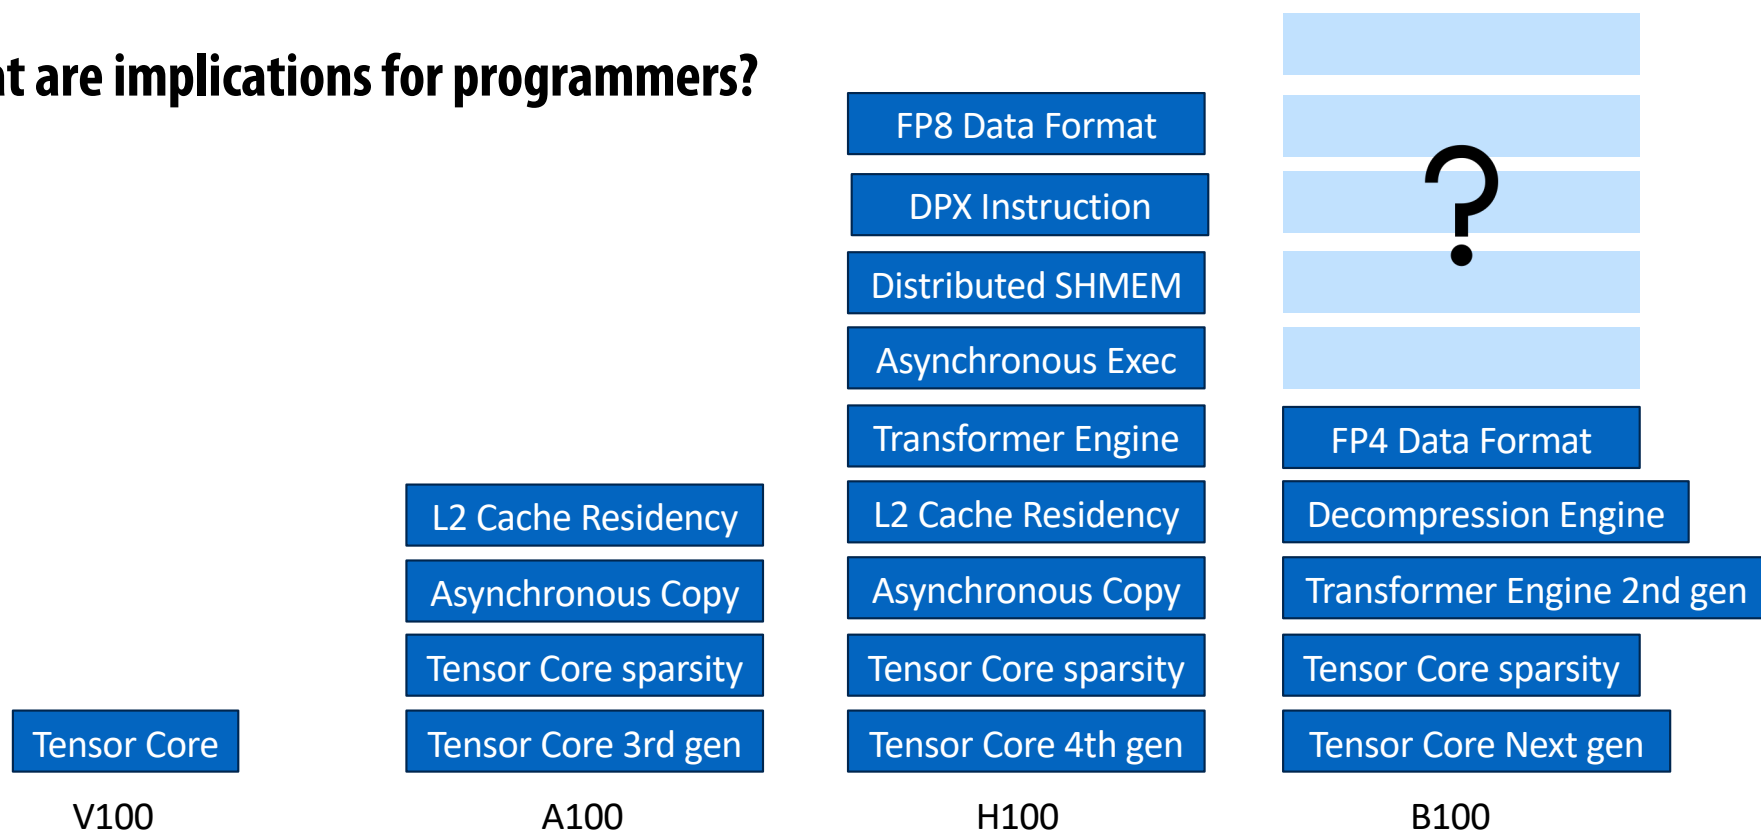 at are implications for programmers?
FP8 Data Format
DPX Instruction
Distributed SHMEM
Asynchronous Exec
Transformer Engine
L2 Cache Residency
Asynchronous Copy
Tensor Core sparsity
Tensor Core 4th gen
H100
L2 Cache Residency
Asynchronous Copy
Tensor Core sparsity
Tensor Core 3rd gen
A100
Tensor Core
V100
?
FP4 Data Format
Decompression Engine
Transformer Engine 2nd gen
Tensor Core sparsity
Tensor Core Next gen
B100